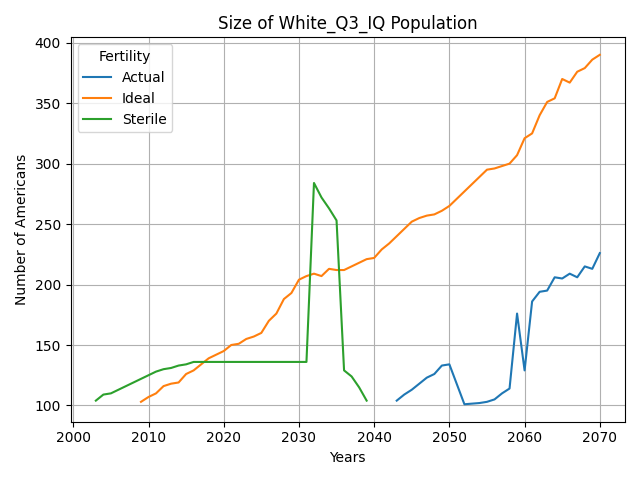 Size of White_Q3_IQ Population
Fertility
Actual
Ideal
Sterile
Number of Americans
400
350
300
250
200
150
100
2000
2010
2020
2030
2040
2050
2060
2070
Years